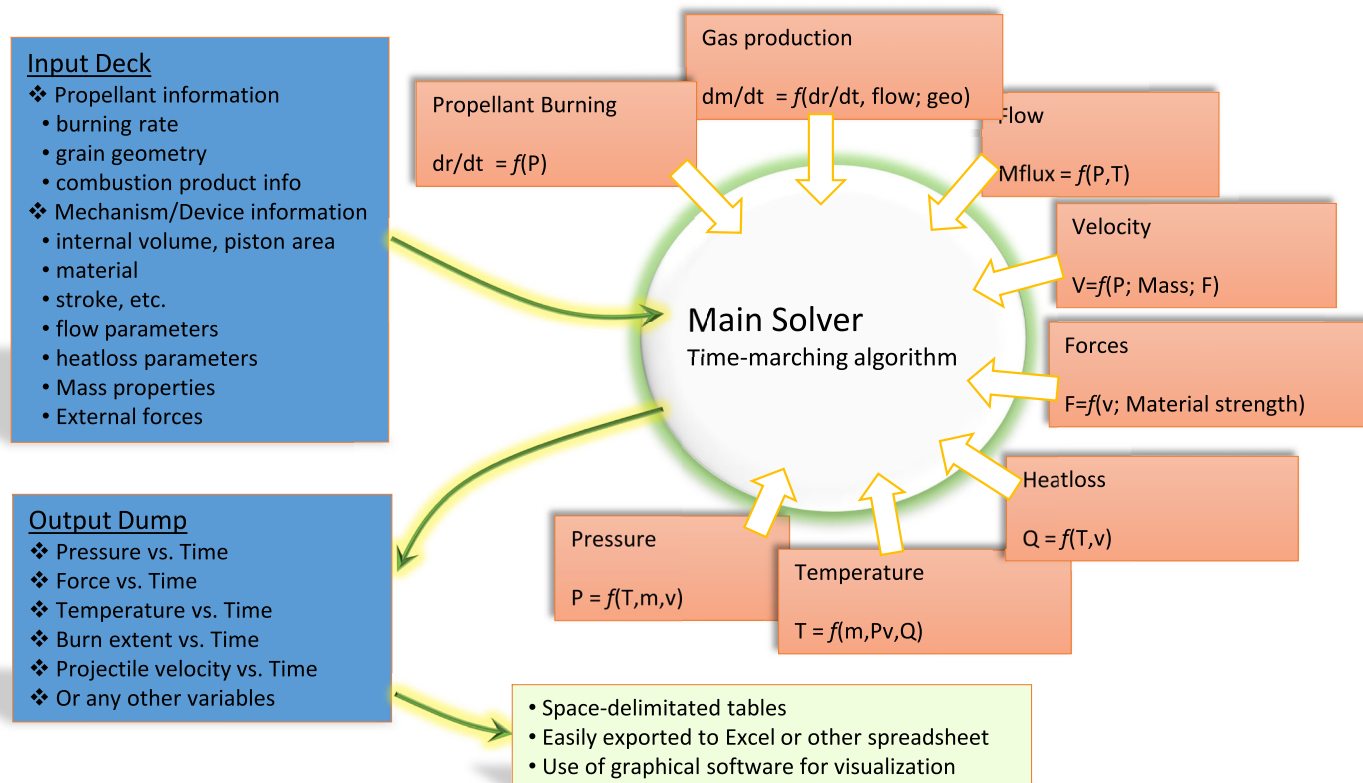 Input Deck
❖ Propellant information
• burning rate
• grain geometry
• combustion product info
❖ Mechanism/Device information
• internal volume, piston area
• material
• stroke, etc.
• flow parameters
• heatloss parameters
• Mass properties
• External forces
Propellant Burning
dr/dt = f(P)
Gas production
dm/dt = f(dr/dt, flow; geo)
Flow
Mflux = f(P,T)
Velocity
V=f(P; Mass; F)
Forces
F=f(v; Material strength)
Heatloss
Q = f(T,v)
Temperature
T = f(m,Pv,Q)
Pressure
P = f(T,m,v)
Main Solver
Time-marching algorithm
Output Dump
❖ Pressure vs. Time
❖ Force vs. Time
❖ Temperature vs. Time
❖ Burn extent vs. Time
❖ Projectile velocity vs. Time
❖ Or any other variables
• Space-delimitated tables
• Easily exported to Excel or other spreadsheet
• Use of graphical software for visualization